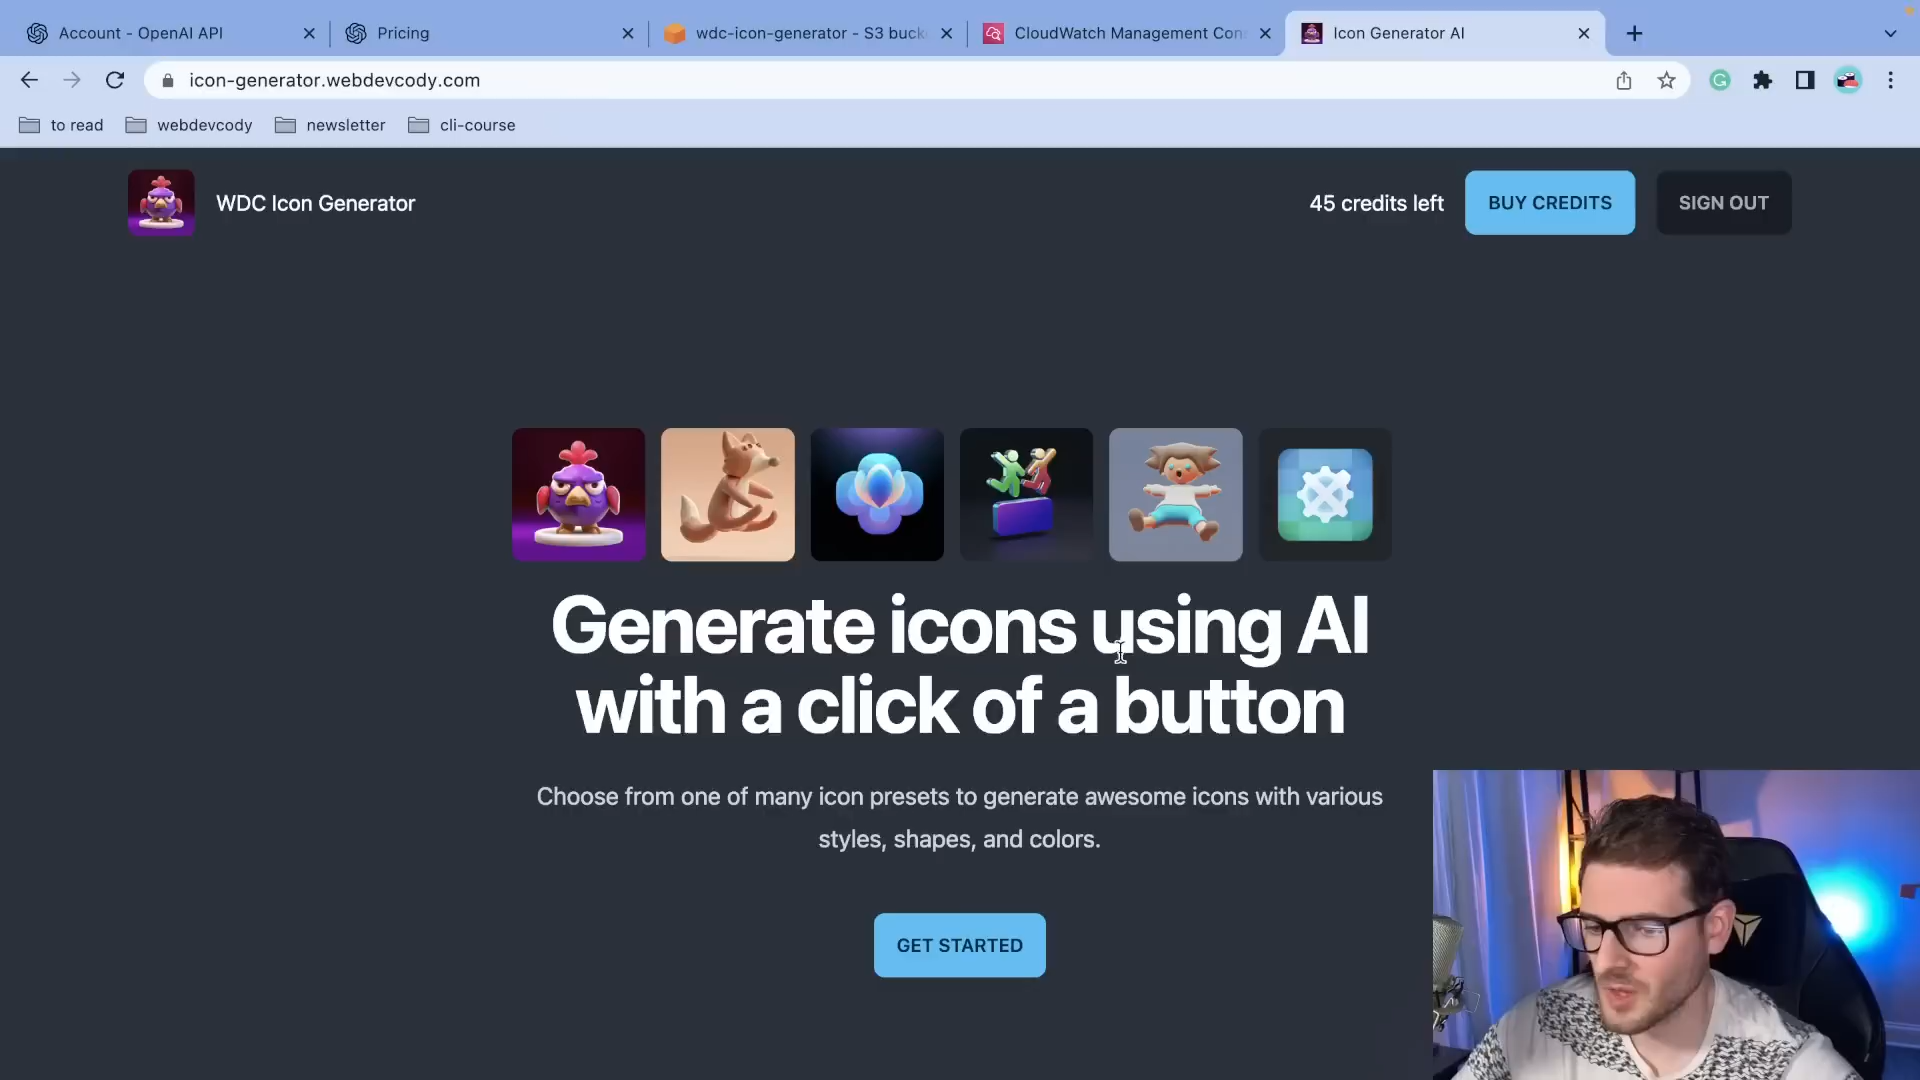 Account - OpenAI API
Pricing
wdc-icon-generator - S3 buck
CloudWatch Management Con
Icon Generator AI
icon-generator.webdevcody.com
to read
webdevcody
newsletter
cli-course
WDC Icon Generator
45 credits left
BUY CREDITS
SIGN OUT
Generate icons using AI
with a click of a button
Choose from one of many icon presets to generate awesome icons with various
styles, shapes, and colors.
GET STARTED